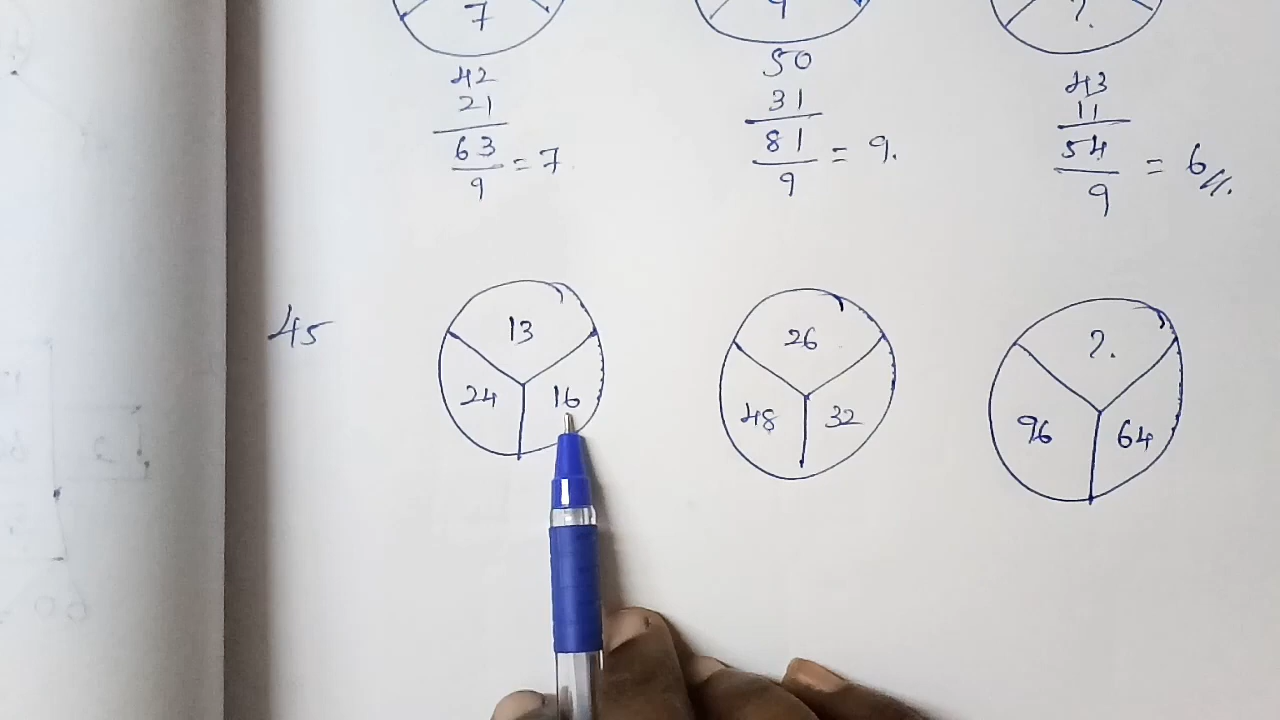 7 9 ?
42 50 43
21 31 11
63/9 = 7 81/9 = 9. 54/9 = 6//.
45
13 26 ?.
24 16 48 32 96 64